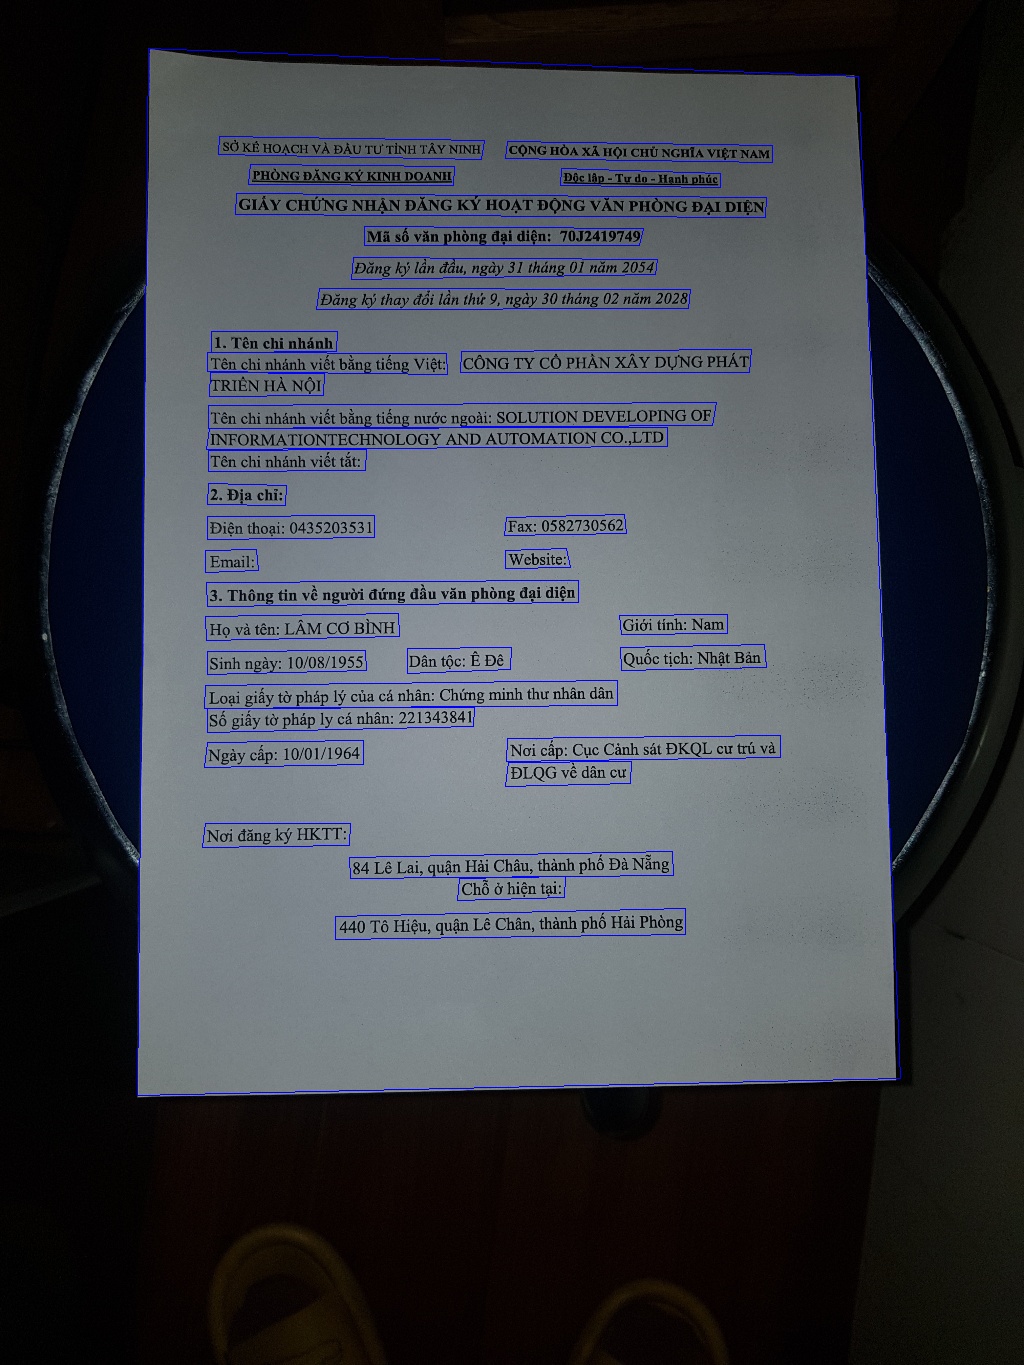 SỞ KẾ HOẠCH VÀ ĐẦU TƯ TỈNH TÂY NINH
CỘNG HÒA XÃ HỘI CHỦ NGHĨA VIỆT NAM
PHÒNG ĐĂNG KÝ KINH DOANH
Độc lập - Tự do - Hạnh phúc
GIẤY CHỨNG NHẬN ĐĂNG KÝ HOẠT ĐỘNG VĂN PHÒNG ĐẠI DIỆN
Mã số văn phòng đại diện: 70J2419749
Đăng ký lần đầu, ngày 31 tháng 01 năm 2054
Đăng ký thay đổi lần thứ 9, ngày 30 tháng 02 năm 2028
1. Tên chi nhánh
Tên chi nhánh viết bằng tiếng Việt: CÔNG TY CỔ PHẦN XÂY DỰNG PHÁT
TRIỂN HÀ NỘI
Tên chi nhánh viết bằng tiếng nước ngoài: SOLUTION DEVELOPING OF
INFORMATIONTECHNOLOGY AND AUTOMATION CO.,LTD
Tên chi nhánh viết tắt:
2. Địa chỉ:
Điện thoại: 0435203531
Fax: 0582730562
Email:
Website:
3. Thông tin về người đứng đầu văn phòng đại diện
Họ và tên: LÂM CƠ BÌNH
Giới tính: Nam
Sinh ngày: 10/08/1955
Dân tộc: Ê Đê
Quốc tịch: Nhật Bản
Loại giấy tờ pháp lý của cá nhân: Chứng minh thư nhân dân
Số giấy tờ pháp ly cá nhân: 221343841
Ngày cấp: 10/01/1964
Nơi cấp: Cục Cảnh sát ĐKQL cư trú và
ĐLQG về dân cư
Nơi đăng ký HKTT:
84 Lê Lai, quận Hải Châu, thành phố Đà Nẵng
Chỗ ở hiện tại:
440 Tô Hiệu, quận Lê Chân, thành phố Hải Phòng